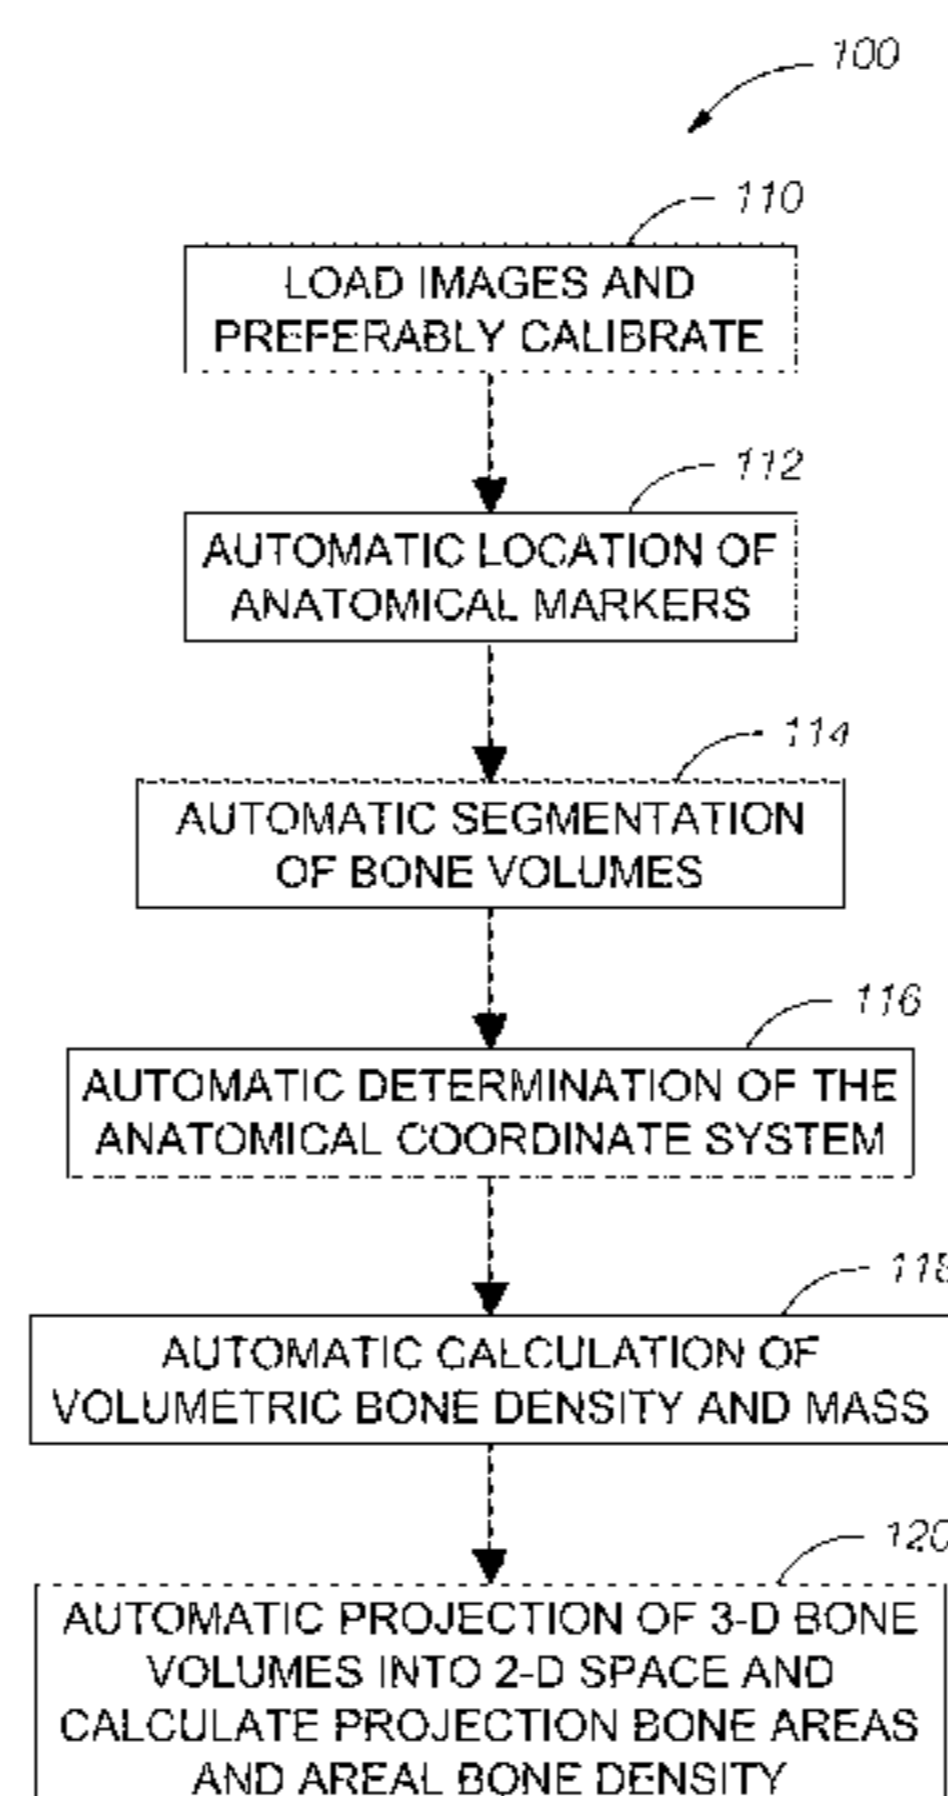 100
110
LOAD IMAGES AND
PREFERABLY CALIBRATE
112
AUTOMATIC LOCATION OF
ANATOMICAL MARKERS
114
AUTOMATIC SEGMENTATION
OF BONE VOLUMES
116
AUTOMATIC DETERMINATION OF THE
ANATOMICAL COORDINATE SYSTEM
118
AUTOMATIC CALCULATION OF
VOLUMETRIC BONE DENSITY AND MASS
120
AUTOMATIC PROJECTION OF 3-D BONE
VOLUMES INTO 2-D SPACE AND
CALCULATE PROJECTION BONE AREAS
AND AREAL BONE DENSITY